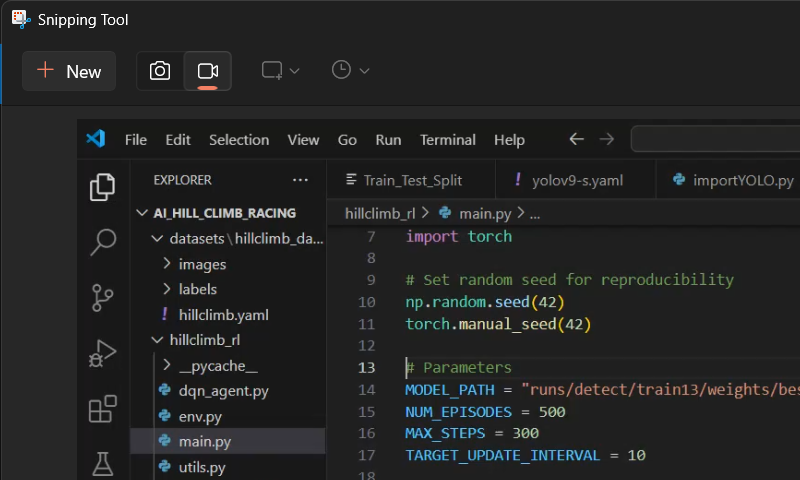 Snipping Tool
New
File Edit Selection View Go Run Terminal Help
EXPLORER ···
AI_HILL_CLIMB_RACING
datasets\hillclimb_da...
images
labels
! hillclimb.yaml
hillclimb_rl
__pycache__
dqn_agent.py
env.py
main.py
utils.py
Train_Test_Split ! yolov9-s.yaml importYOLO.py
hillclimb_rl > main.py > ...
7 import torch
8
9 # Set random seed for reproducibility
10 np.random.seed(42)
11 torch.manual_seed(42)
12
13 # Parameters
14 MODEL_PATH = "runs/detect/train13/weights/bes
15 NUM_EPISODES = 500
16 MAX_STEPS = 300
17 TARGET_UPDATE_INTERVAL = 10
18